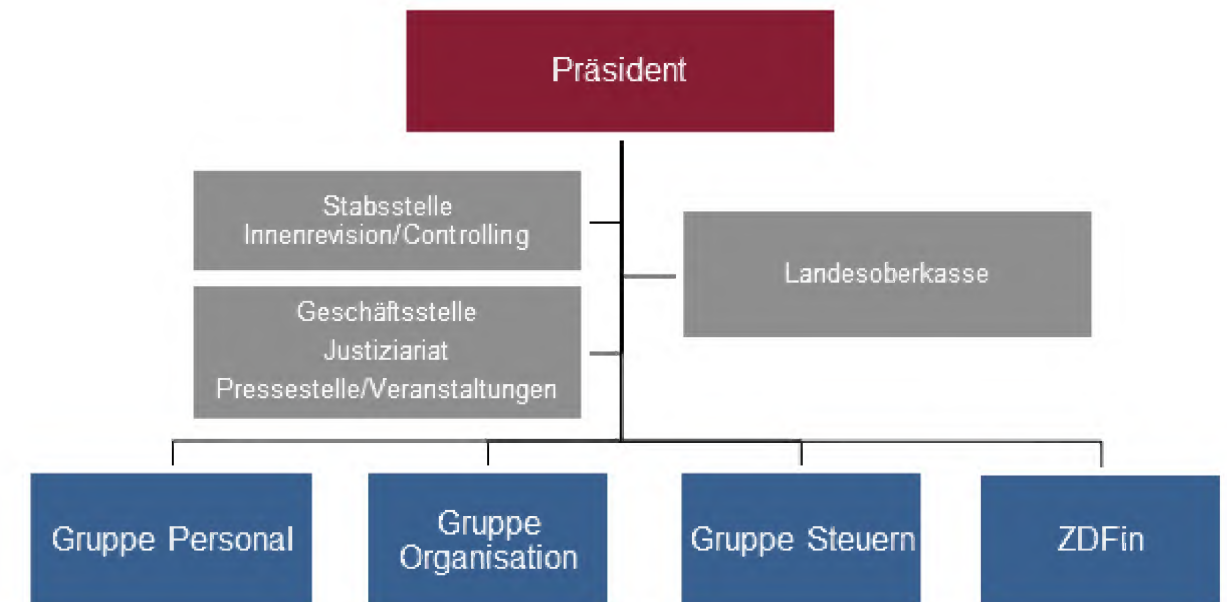 Präsident
Stabsstelle
Innenrevision/Controlling
Landesoberkasse
Geschäftsstelle
Justiziariat
Pressestelle/Veranstaltungen
Gruppe Personal
Gruppe
Organisation
Gruppe Steuern
ZDFin